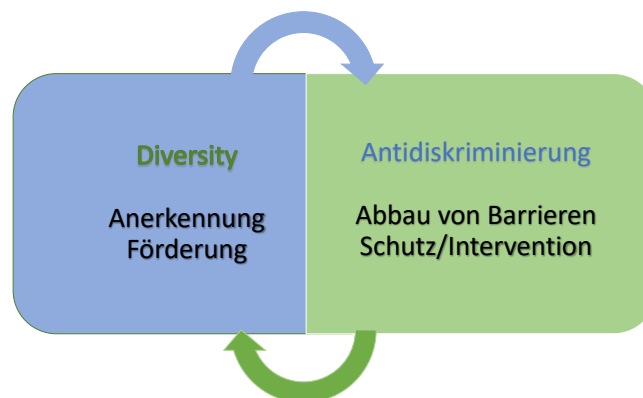 Diversity
Anerkennung
Förderung
Antidiskriminierung
Abbau von Barrieren
Schutz/Intervention